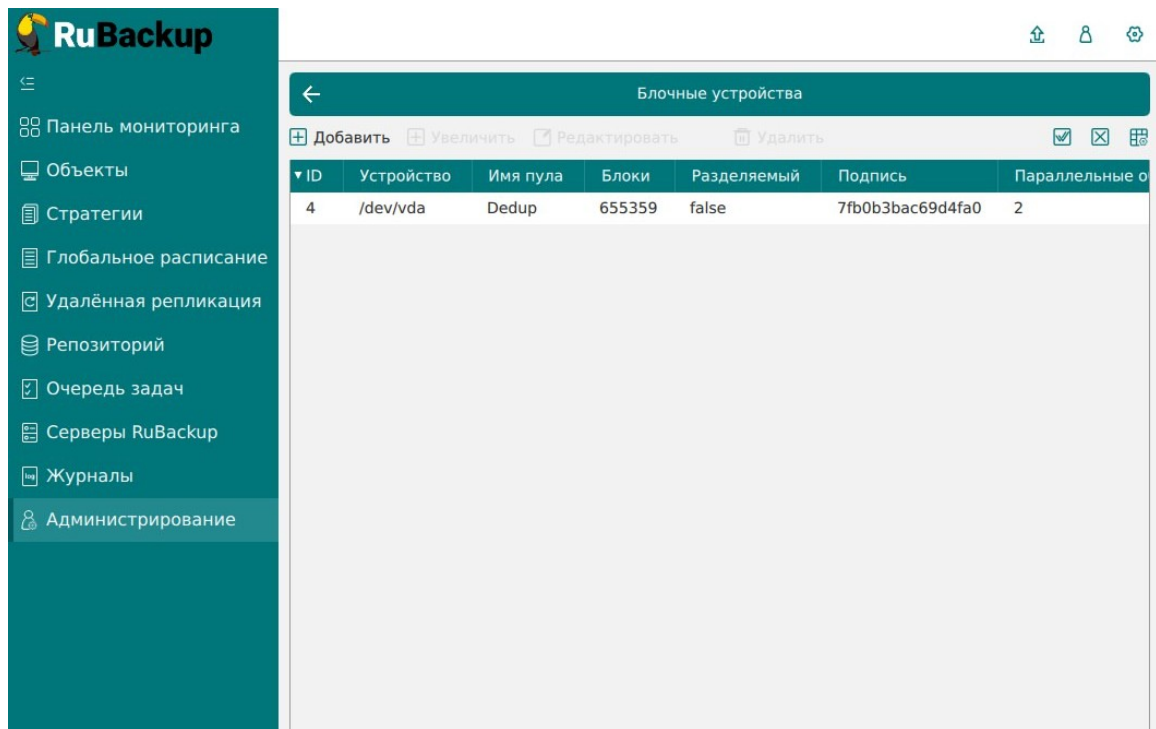 RuBackup
Панель мониторинга
Объекты
Стратегии
Глобальное расписание
Удалённая репликация
Репозиторий
Очередь задач
Серверы RuBackup
Журналы
Администрирование
Блочные устройства
Добавить Увеличить Редактировать Удалить
ID Устройство Имя пула Блоки Разделяемый Подпись Параллельные о
4 /dev/vda Dedup 655359 false 7fb0b3bac69d4fa0 2